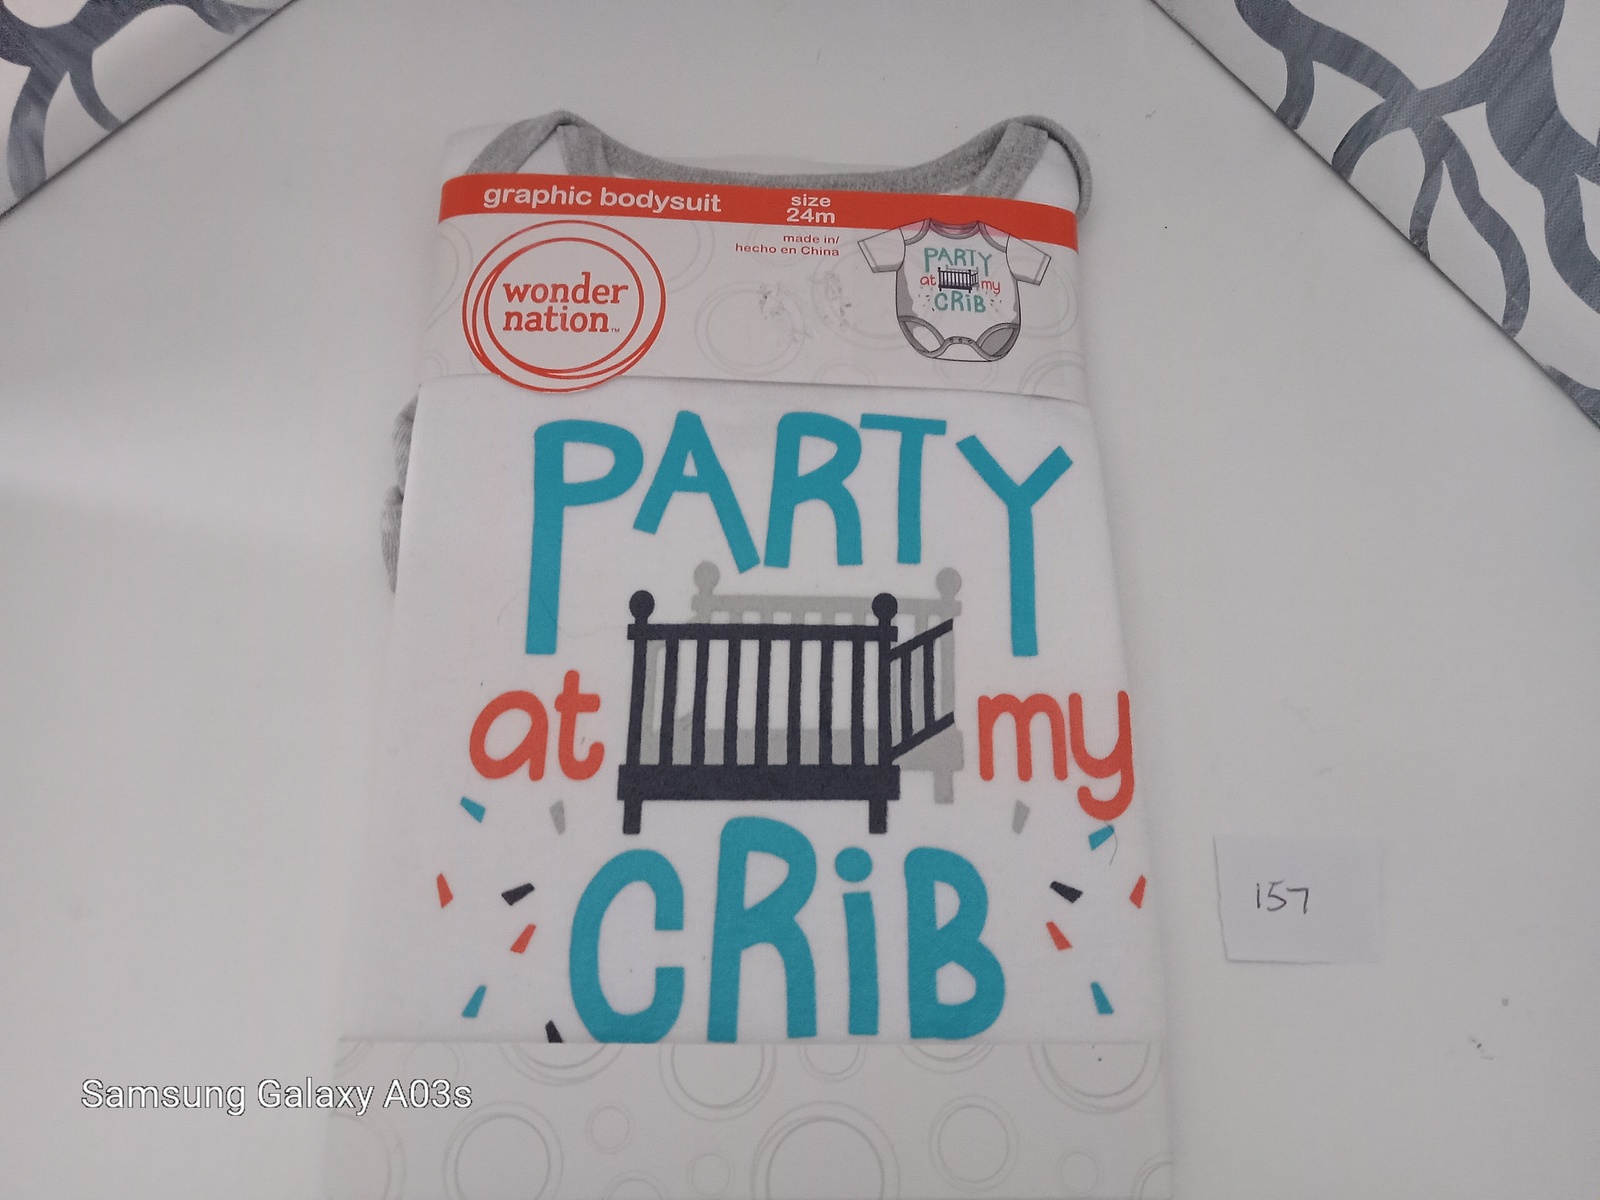 graphic bodysuit
size
24m
made in/
hecho en China
wonder
nation™
PARTY
at my
CRiB
PARTY
at my
CRiB
157
Samsung Galaxy A03s